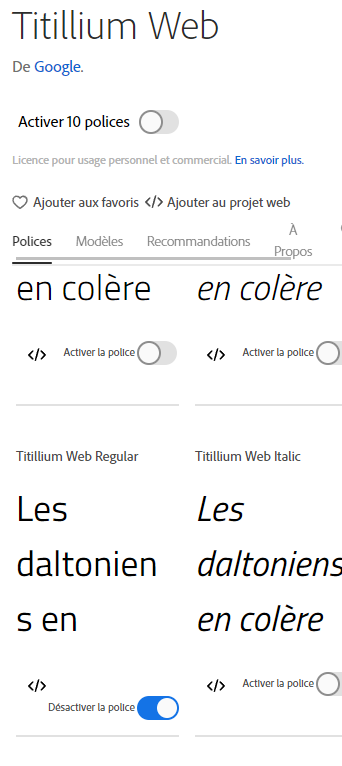 Titillium Web
De Google.
Activer 10 polices
Licence pour usage personnel et commercial. En savoir plus.
Ajouter aux favoris </> Ajouter au projet web
Polices Modèles Recommandations À Propos
en colère en colère
</> Activer la police </> Activer la police
Titillium Web Regular Titillium Web Italic
Les Les
daltonien daltoniens
s en en colère
</> </> Activer la police
Désactiver la police